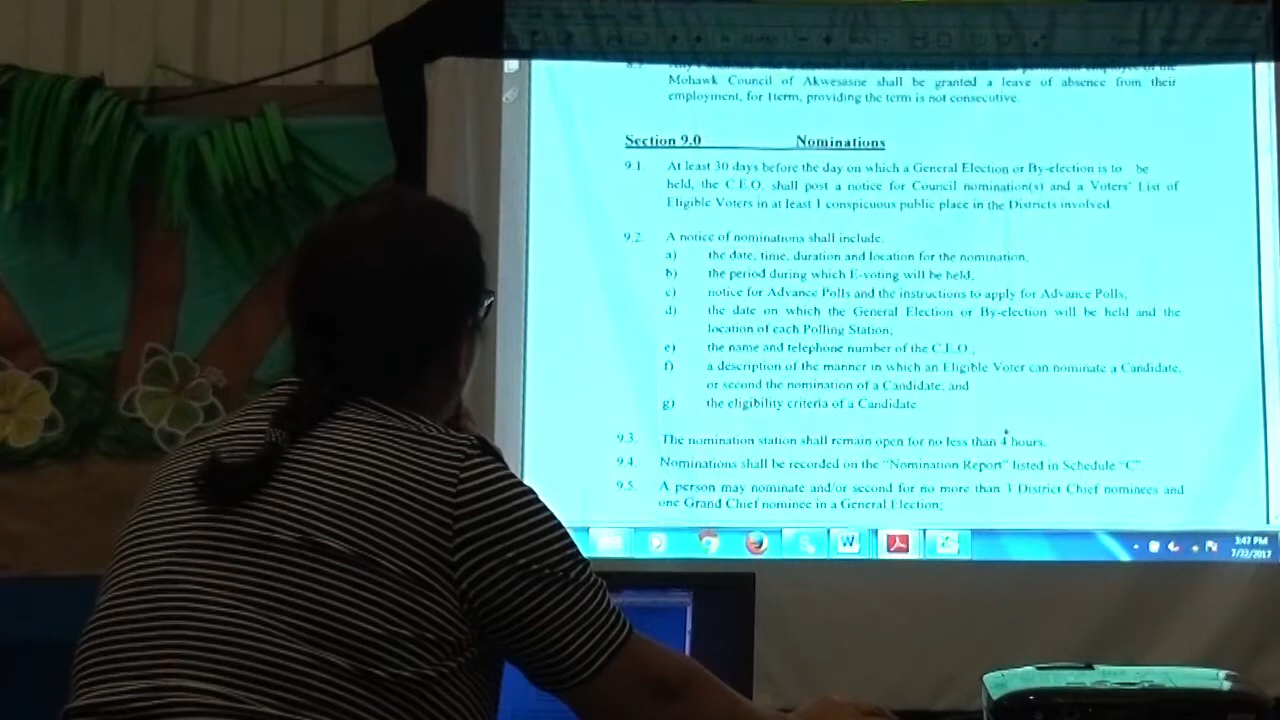 Mohawk Council of Akwesasne shall be granted a leave of absence from their
employment, for 1term, providing the term is not consecutive.
Section 9.0 Nominations
9.1 At least 30 days before the day on which a General Election or By-election is to be
held, the C.E.O. shall post a notice for Council nomination(s) and a Voters' List of
Eligible Voters in at least 1 conspicuous public place in the Districts involved.
9.2. A notice of nominations shall include:
a) the date, time, duration and location for the nomination;
b) the period during which E-voting will be held;
c) notice for Advance Polls and the instructions to apply for Advance Polls;
d) the date on which the General Election or By-election will be held and the
location of each Polling Station;
e) the name and telephone number of the C.E.O.;
f) a description of the manner in which an Eligible Voter can nominate a Candidate,
or second the nomination of a Candidate; and
g) the eligibility criteria of a Candidate
9.3. The nomination station shall remain open for no less than 4 hours.
9.4. Nominations shall be recorded on the "Nomination Report" listed in Schedule "C"
9.5. A person may nominate and/or second for no more than 3 District Chief nominees and
one Grand Chief nominee in a General Election;
3:47 PM
7/22/2017